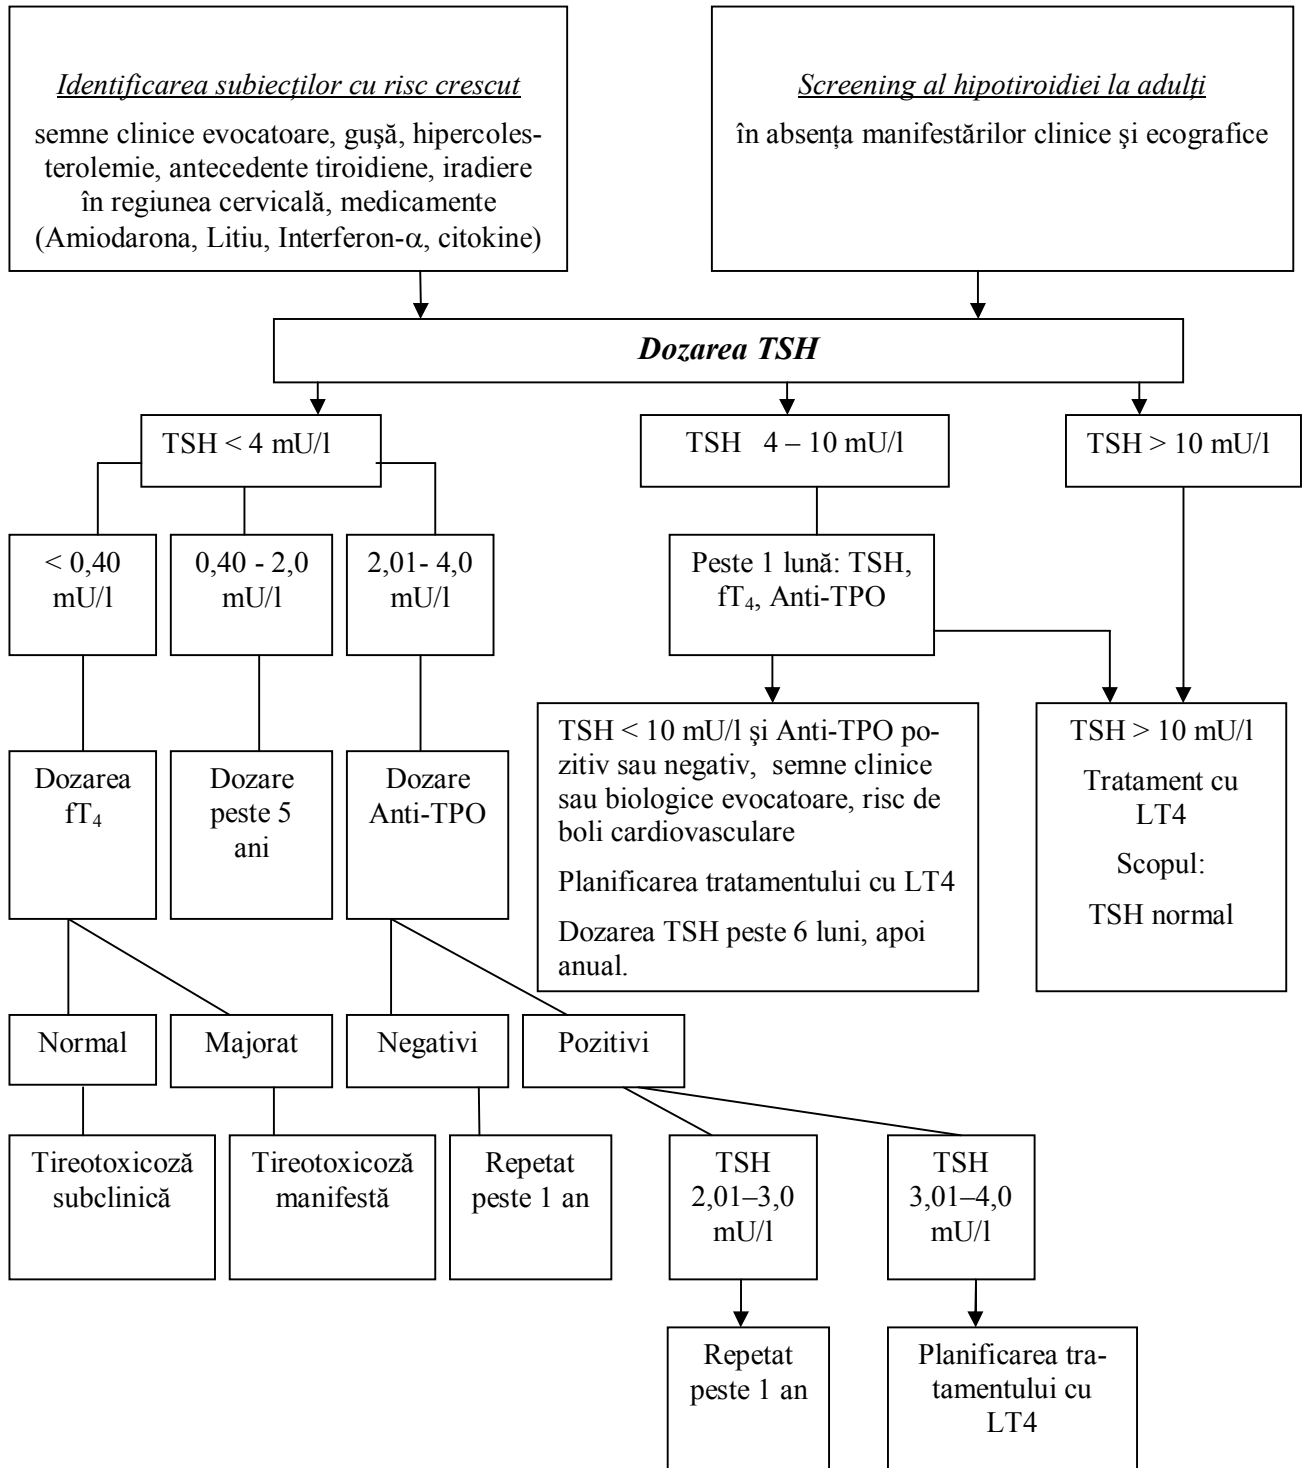 Identificarea subiecților cu risc crescut
semne clinice evocatoare, guşă, hipercoles-
terolemie, antecedente tiroidiene, iradiere
în regiunea cervicală, medicamente
(Amiodarona, Litiu, Interferon-α, citokine)
Screening al hipotiroidiei la adulți
în absența manifestărilor clinice şi ecografice
Dozarea TSH
TSH < 4 mU/l
TSH 4 – 10 mU/l
TSH > 10 mU/l
< 0,40
mU/l
0,40 - 2,0
mU/l
2,01- 4,0
mU/l
Peste 1 lună: TSH,
fT₄, Anti-TPO
Dozarea
fT₄
Dozare
peste 5
ani
Dozare
Anti-TPO
TSH < 10 mU/l şi Anti-TPO po-
zitiv sau negativ, semne clinice
sau biologice evocatoare, risc de
boli cardiovasculare
Planificarea tratamentului cu LT4
Dozarea TSH peste 6 luni, apoi
anual.
TSH > 10 mU/l
Tratament cu
LT4
Scopul:
TSH normal
Normal
Majorat
Negativi
Pozitivi
Tireotoxicoză
subclinică
Tireotoxicoză
manifestă
Repetat
peste 1 an
TSH
2,01–3,0
mU/l
TSH
3,01–4,0
mU/l
Repetat
peste 1 an
Planificarea tra-
tamentului cu
LT4